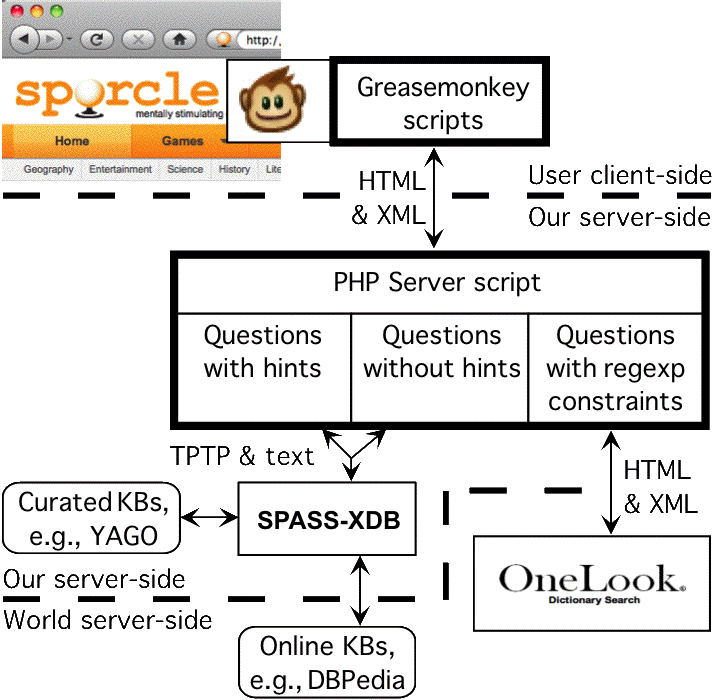 http://.
sporcle
mentally stimulating
Home Games
Geography Entertainment Science History Lite
Greasemonkey
scripts
HTML
& XML
User client-side
Our server-side
PHP Server script
Questions
with hints
Questions
without hints
Questions
with regexp
constraints
TPTP & text
HTML
& XML
Curated KBs,
e.g., YAGO
SPASS-XDB
OneLook®
Dictionary Search
Our server-side
World server-side
Online KBs,
e.g., DBPedia